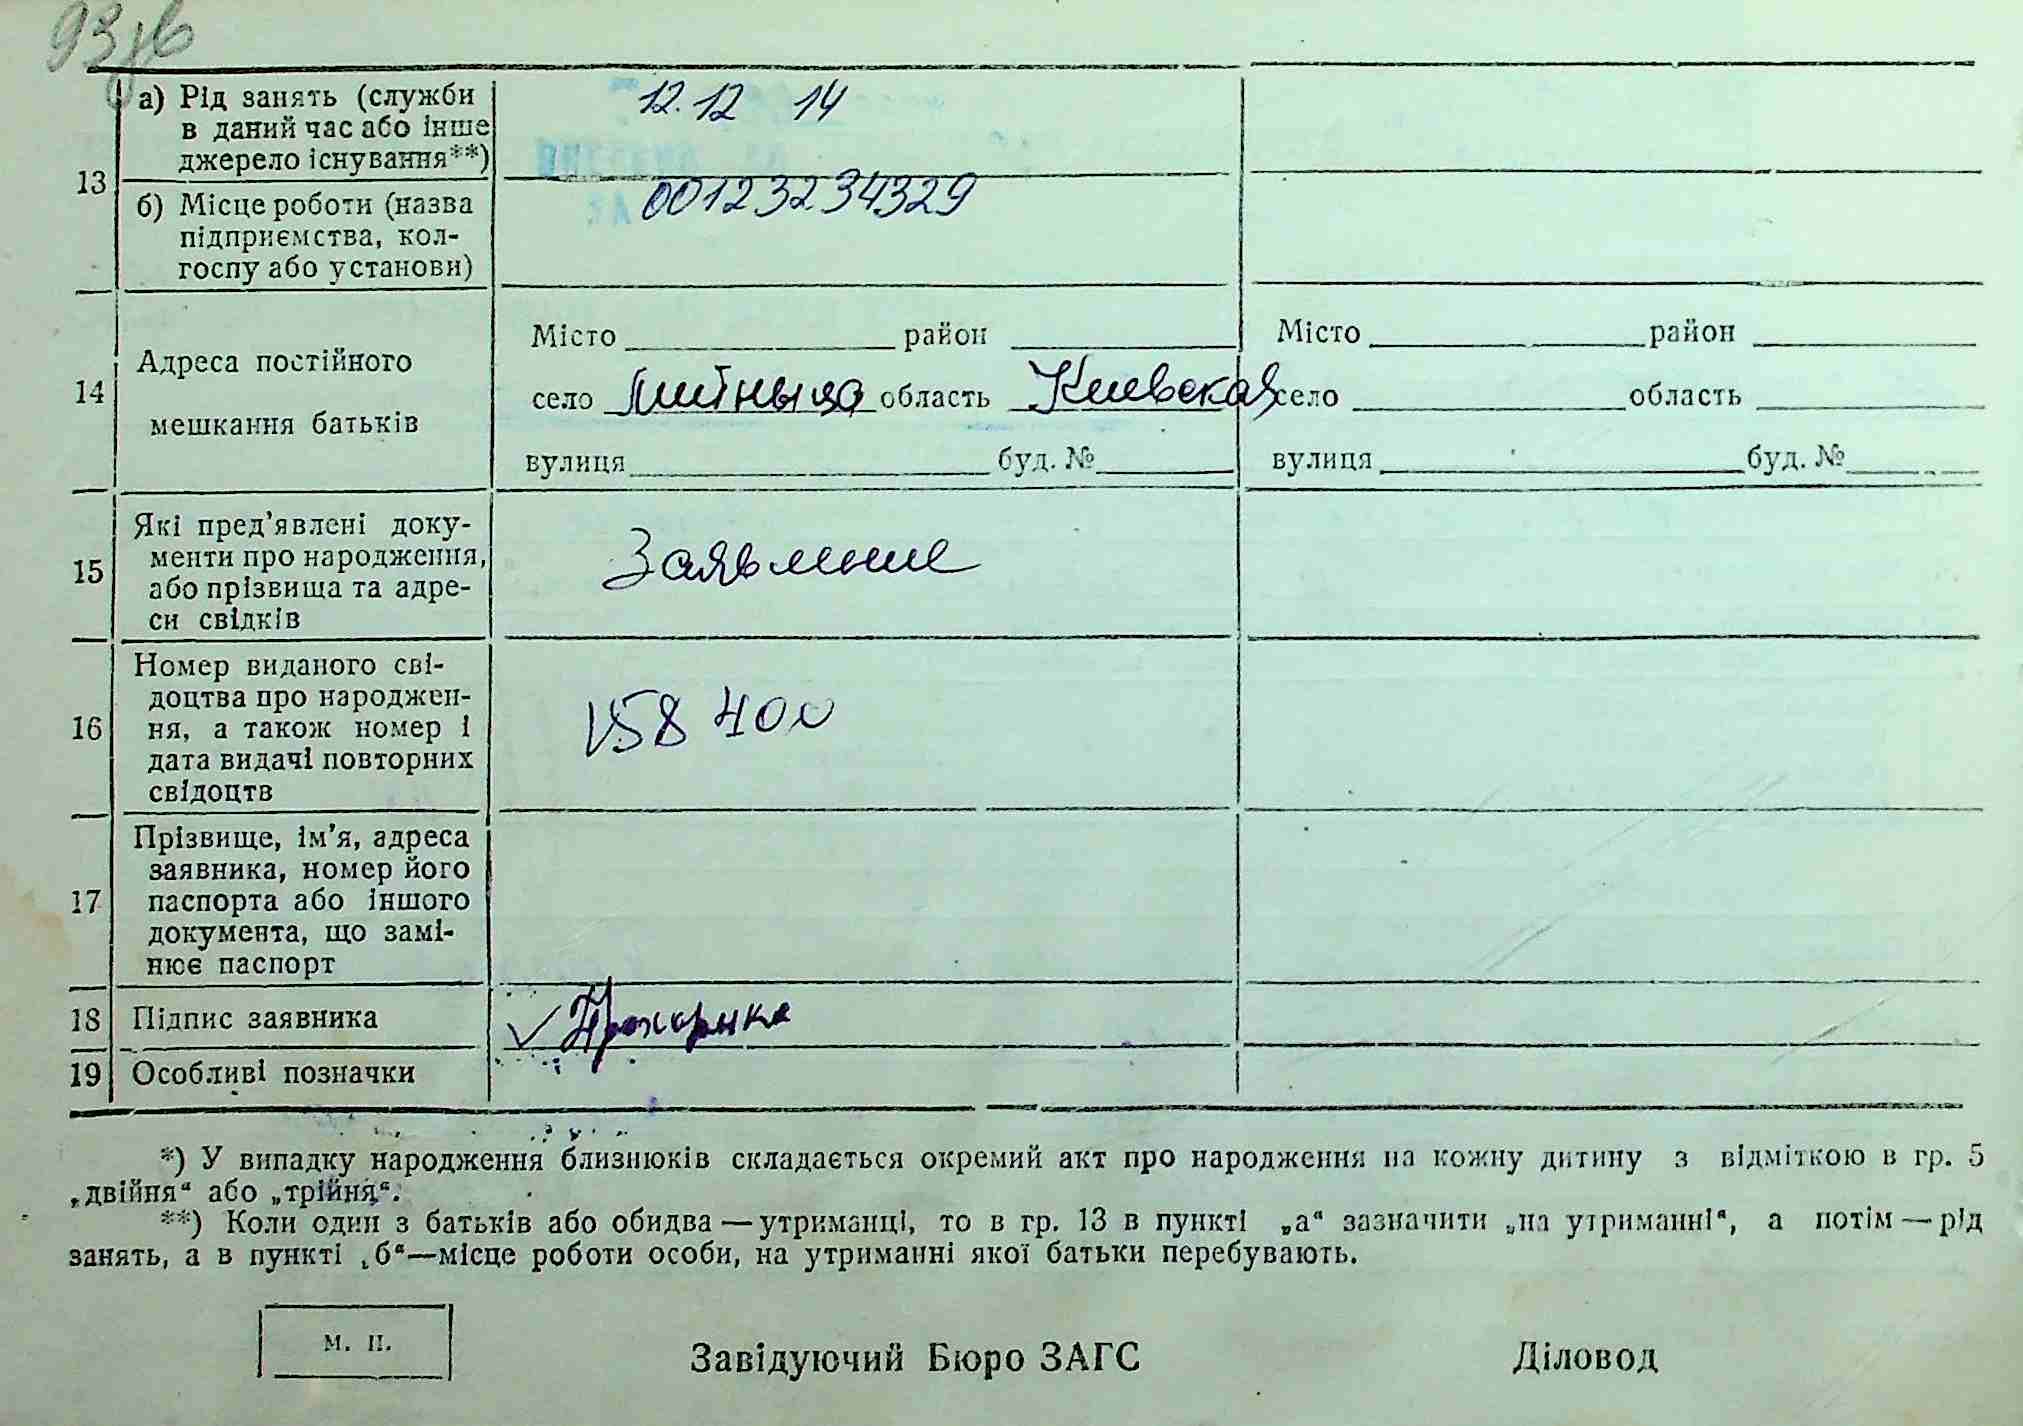 93
а) Рід занять (служби
в даний час або інше
джерело існування**)
12.12 14
13
б) Місце роботи (назва
підприємства, кол-
госпу або установи)
001232 34329
14
Адреса постійного
мешкання батьків
Місто район
село область Киевская
вулиця буд. №
Місто район
село область
вулиця буд. №
15
Які пред’явлені доку-
менти про народження,
або прізвища та адре-
си свідків
Заявление
16
Номер виданого сві-
доцтва про народжен-
ня, а також номер і
дата видачі повторних
свідоцтв
V58 400
17
Прізвище, ім’я, адреса
заявника, номер його
паспорта або іншого
документа, що замі-
нює паспорт
18 Підпис заявника
19 Особливі позначки
*) У випадку народження близнюків складається окремий акт про народження на кожну дитину з відміткою в гр. 5
„двійня“ або „трійня“.
**) Коли один з батьків або обидва — утриманці, то в гр. 13 в пункті „а“ зазначити „на утриманні“, а потім — рід
занять, а в пункті „б“—місце роботи особи, на утриманні якої батьки перебувають.
М. П.
Завідуючий Бюро ЗАГС
Діловод